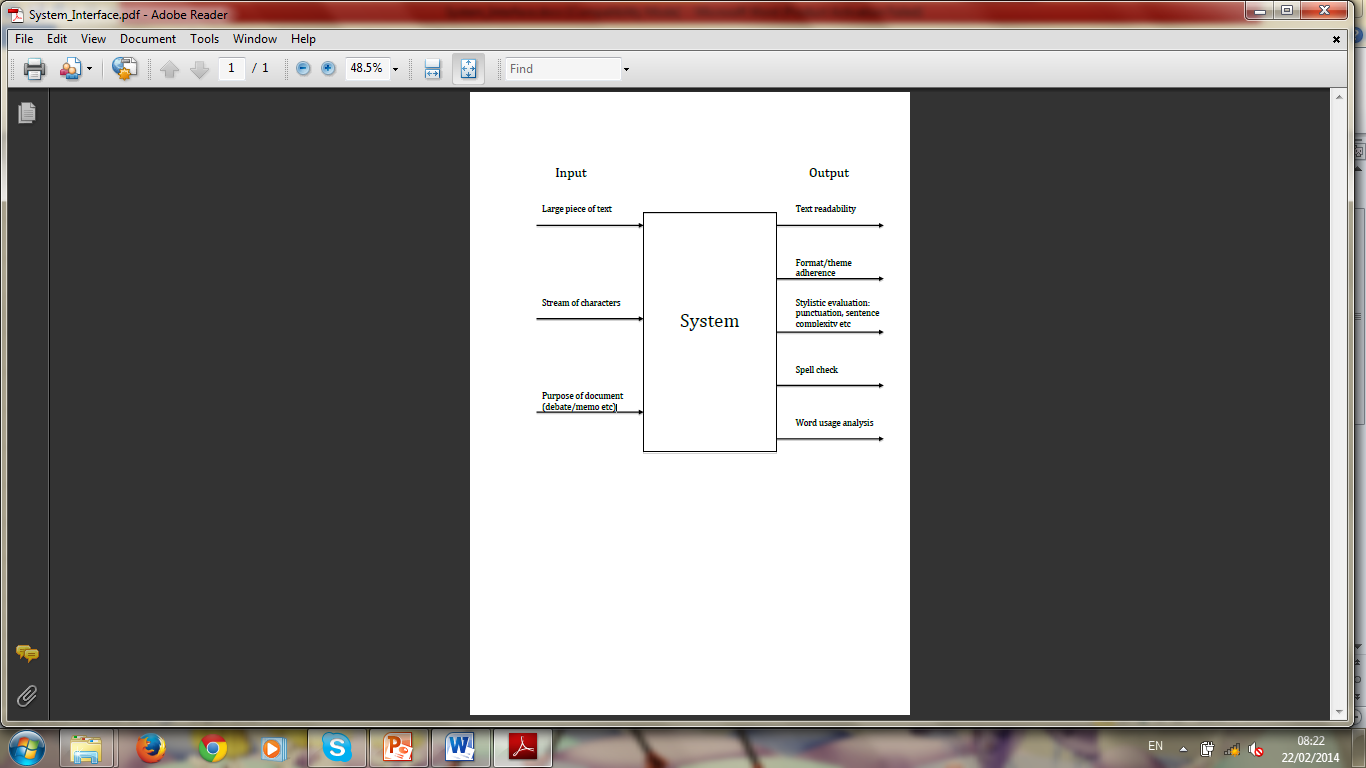 System_Interface.pdf - Adobe Reader
File Edit View Document Tools Window Help
1 / 1 48.5% Find
Input Output
Large piece of text
Text readability
Format/theme
adherence
Stream of characters
Stylistic evaluation:
punctuation, sentence
complexity etc
System
Spell check
Purpose of document
(debate/memo etc)
Word usage analysis
EN
08:22
22/02/2014